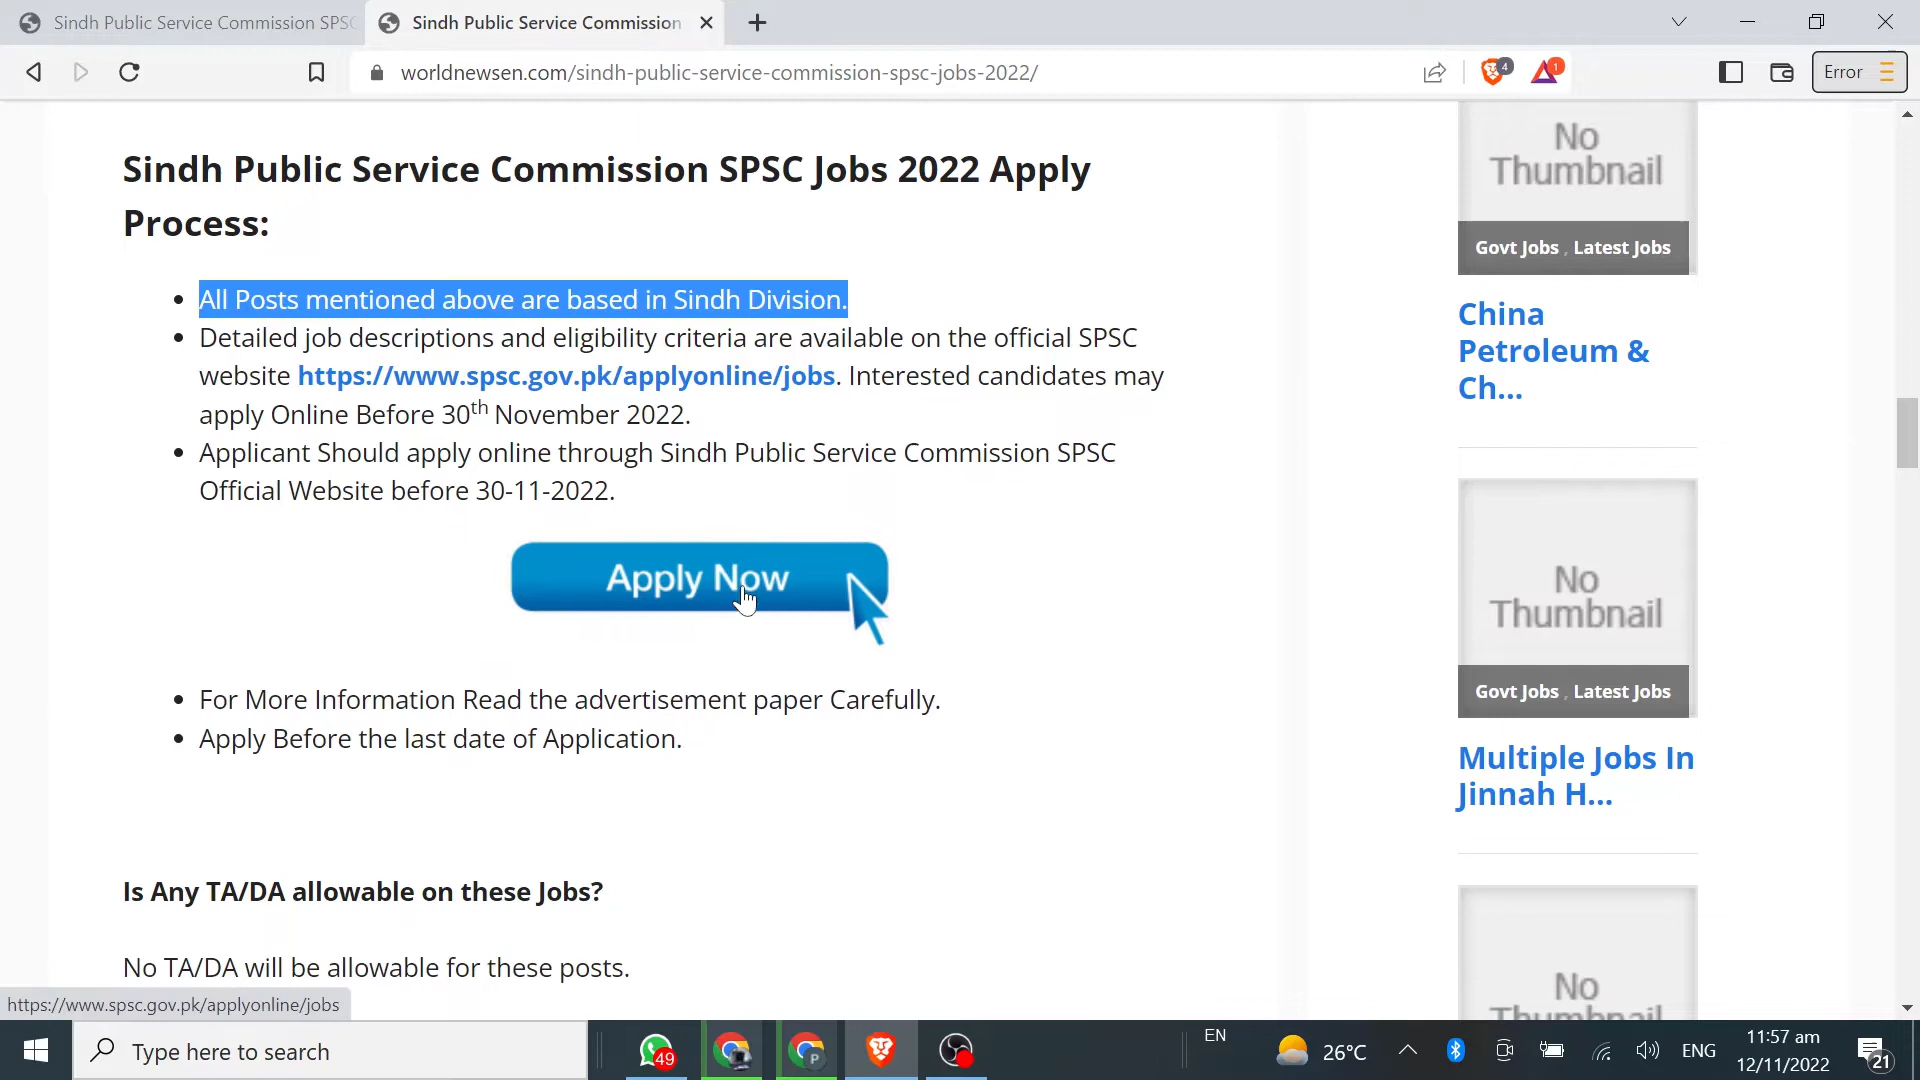 Sindh Public Service Commission SPSC
Sindh Public Service Commission
worldnewsen.com/sindh-public-service-commission-spsc-jobs-2022/
4
1
Error
Sindh Public Service Commission SPSC Jobs 2022 Apply
Process:
All Posts mentioned above are based in Sindh Division.
Detailed job descriptions and eligibility criteria are available on the official SPSC
website https://www.spsc.gov.pk/applyonline/jobs. Interested candidates may
apply Online Before 30th November 2022.
Applicant Should apply online through Sindh Public Service Commission SPSC
Official Website before 30-11-2022.
Apply Now
For More Information Read the advertisement paper Carefully.
Apply Before the last date of Application.
Is Any TA/DA allowable on these Jobs?
No TA/DA will be allowable for these posts.
No
Thumbnail
Govt Jobs , Latest Jobs
China
Petroleum &
Ch...
No
Thumbnail
Govt Jobs , Latest Jobs
Multiple Jobs In
Jinnah H...
No
Thumbnail
https://www.spsc.gov.pk/applyonline/jobs
Type here to search
49
P
EN
26°C
ENG
11:57 am
12/11/2022
21